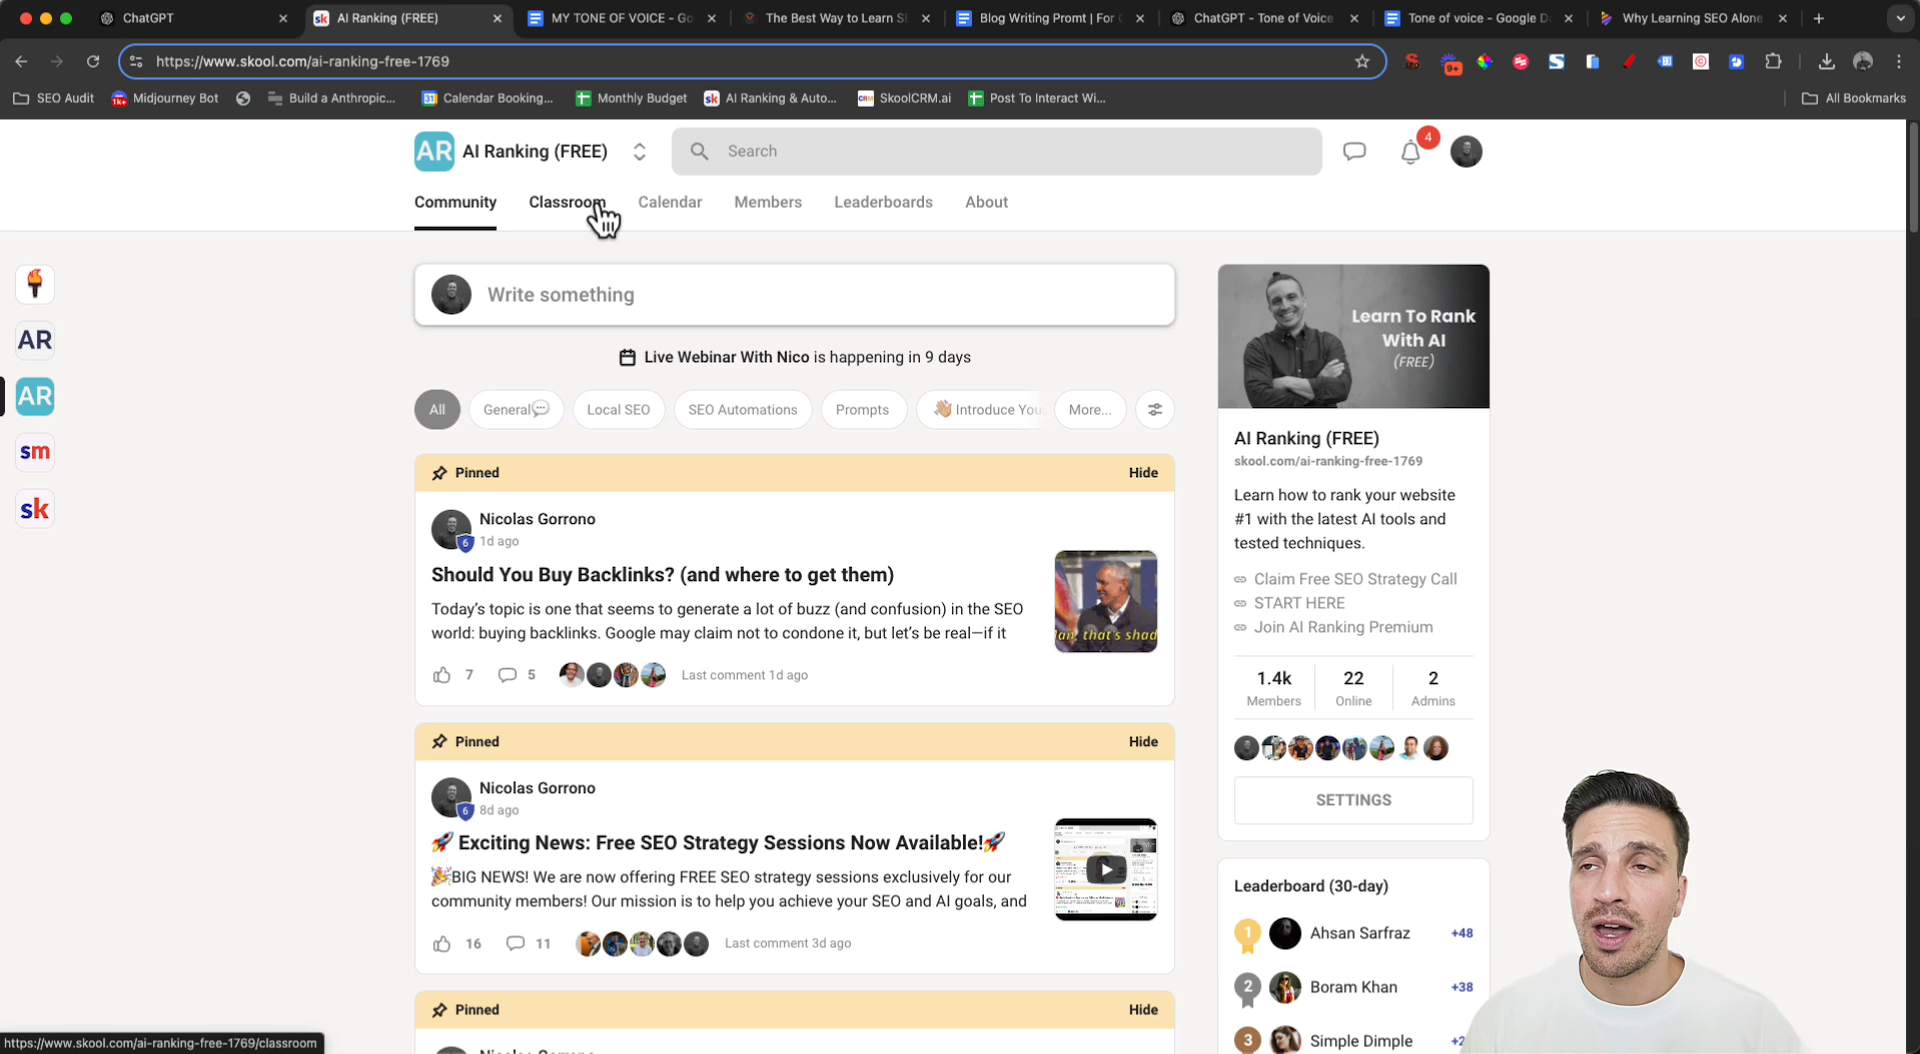 ChatGPT
sk AI Ranking (FREE)
MY TONE OF VOICE - Go
The Best Way to Learn S
Blog Writing Promt | For
ChatGPT - Tone of Voice
Tone of voice - Google D
Why Learning SEO Alone
https://www.skool.com/ai-ranking-free-1769
9+
SEO Audit
1k+ Midjourney Bot
Build a Anthropic...
31 Calendar Booking...
Monthly Budget
sk AI Ranking & Auto...
CRM SkoolCRM.ai
Post To Interact Wi...
All Bookmarks
AR AI Ranking (FREE)
Search
4
Community
Classroom
Calendar
Members
Leaderboards
About
AR
AR
sm
sk
Write something
Live Webinar With Nico is happening in 9 days
All
General
Local SEO
SEO Automations
Prompts
Introduce You
More...
Pinned
Hide
Nicolas Gorrono
6 1d ago
Should You Buy Backlinks? (and where to get them)
Today's topic is one that seems to generate a lot of buzz (and confusion) in the SEO
world: buying backlinks. Google may claim not to condone it, but let's be real—if it
that's shad
7
5
Last comment 1d ago
Pinned
Hide
Nicolas Gorrono
6 8d ago
🚀 Exciting News: Free SEO Strategy Sessions Now Available!🚀
🎉BIG NEWS! We are now offering FREE SEO strategy sessions exclusively for our
community members! Our mission is to help you achieve your SEO and AI goals, and
16
11
Last comment 3d ago
Pinned
Hide
Learn To Rank
With AI
(FREE)
AI Ranking (FREE)
skool.com/ai-ranking-free-1769
Learn how to rank your website
#1 with the latest AI tools and
tested techniques.
Claim Free SEO Strategy Call
START HERE
Join AI Ranking Premium
1.4k
Members
22
Online
2
Admins
SETTINGS
Leaderboard (30-day)
1 Ahsan Sarfraz +48
2 Boram Khan +38
3 Simple Dimple
https://www.skool.com/ai-ranking-free-1769/classroom